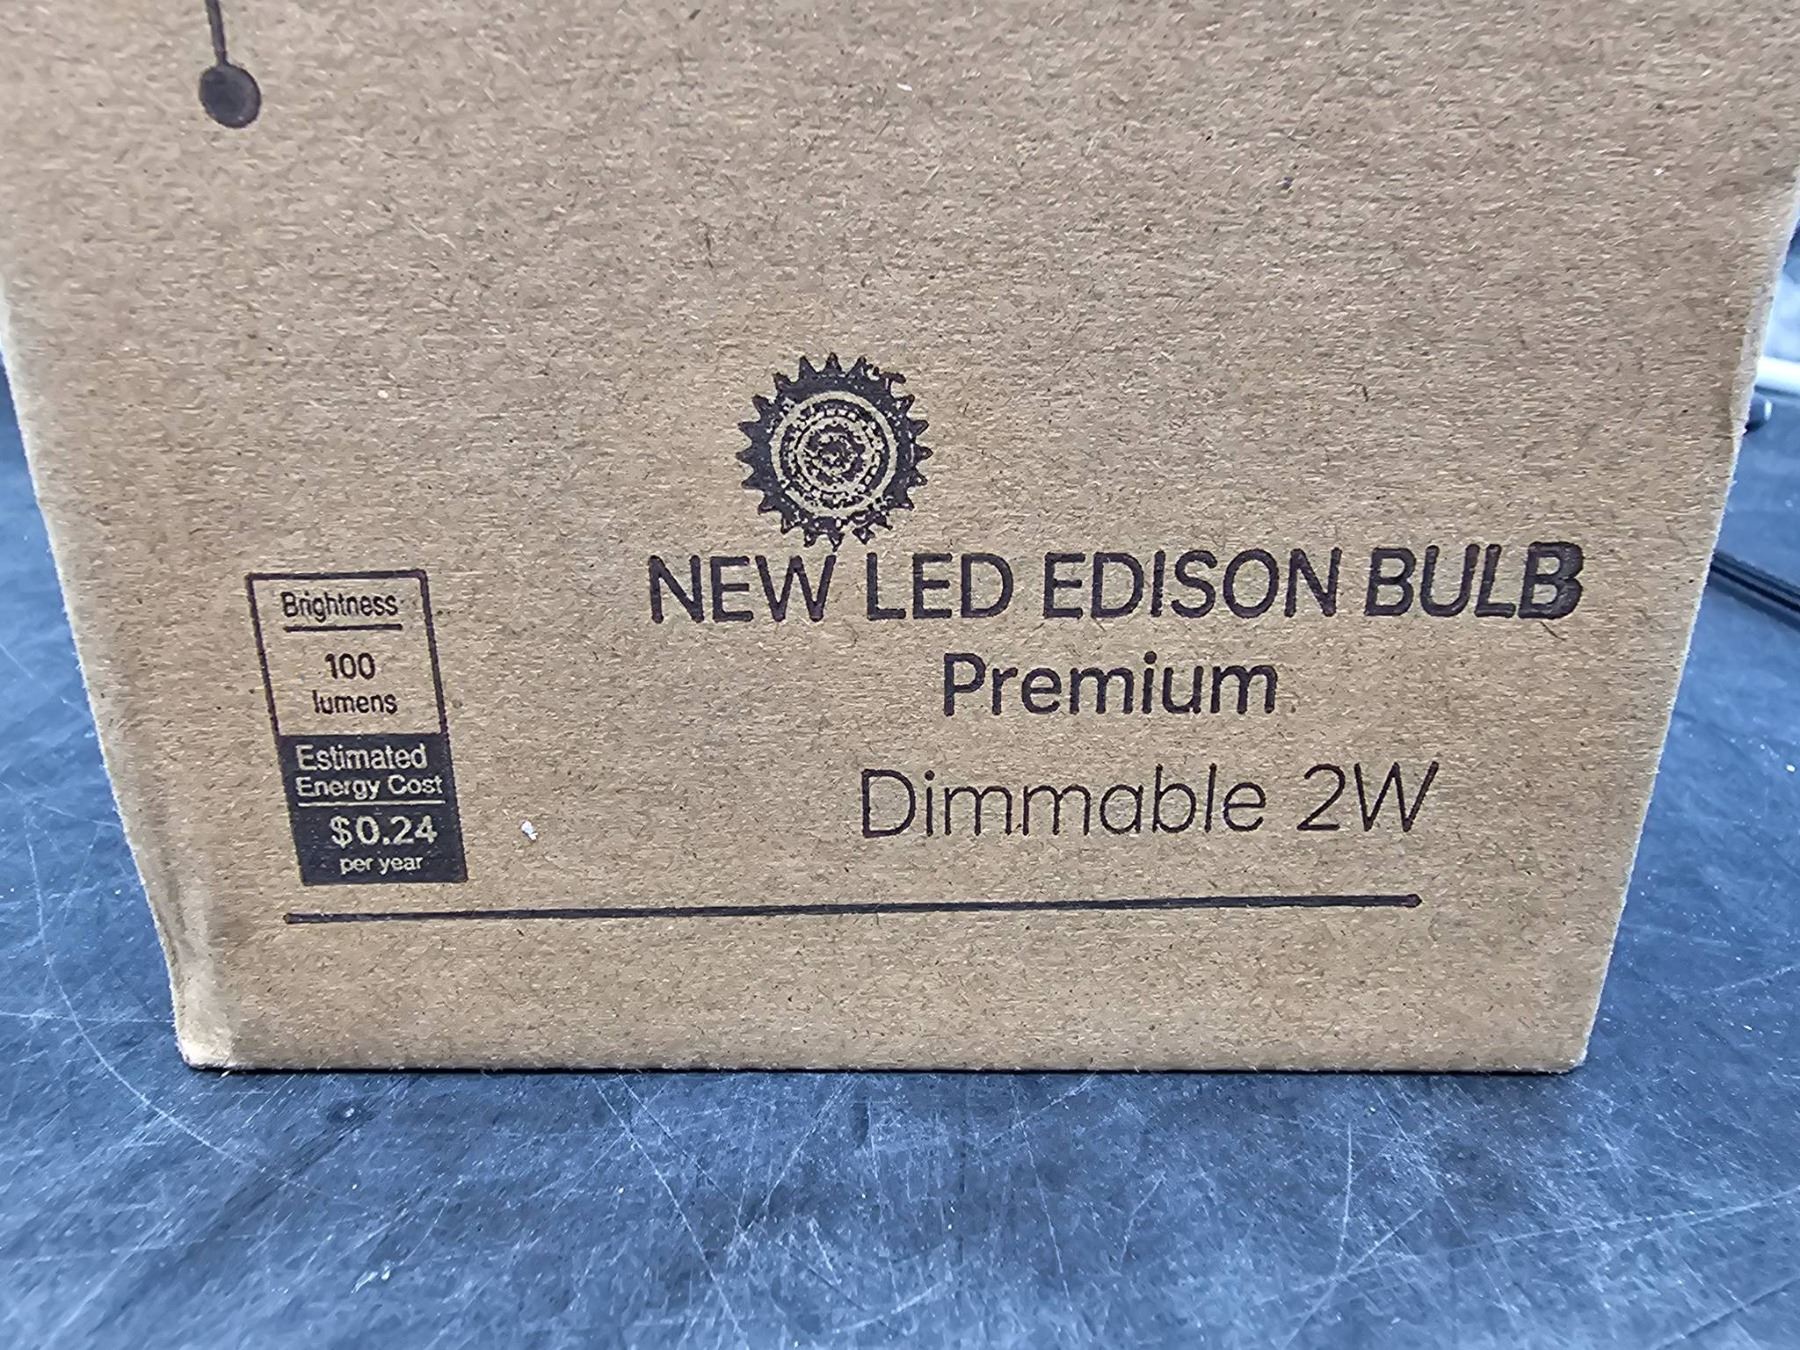 NEW LED EDISON BULB
Premium
Dimmable 2W
Brightness
100
lumens
Estimated
Energy Cost
$0.24
per year